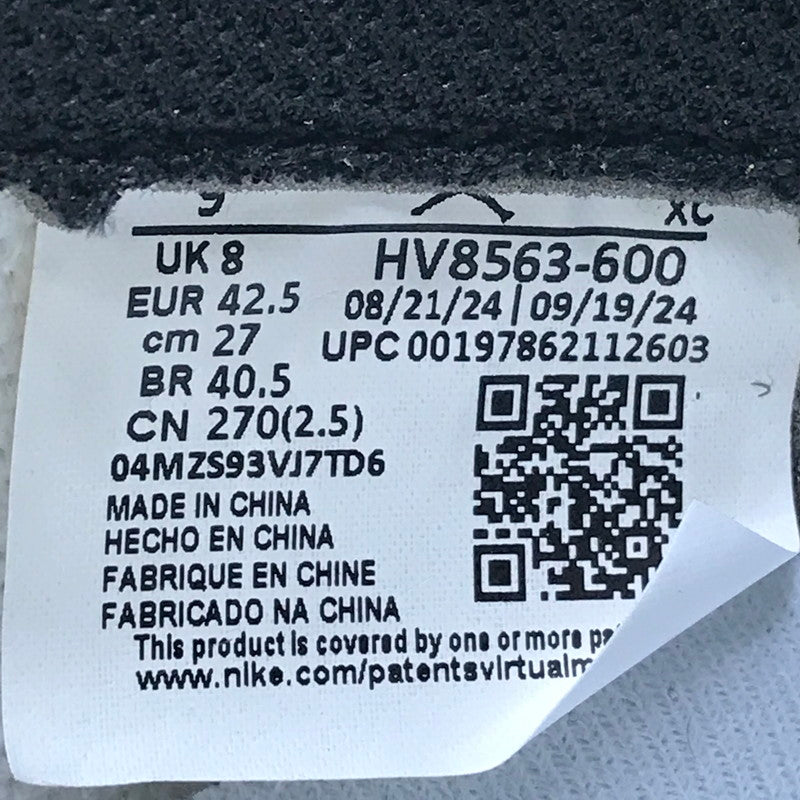 UK 8 HV8563-600
EUR 42.5 08/21/24 | 09/19/24
cm 27 UPC 00197862112603
BR 40.5
CN 270(2.5)
04MZS93VJ7TD6
MADE IN CHINA
HECHO EN CHINA
FABRIQUE EN CHINE
FABRICADO NA CHINA
This product is covered by one or more
www.nike.com/patentsvirtualm